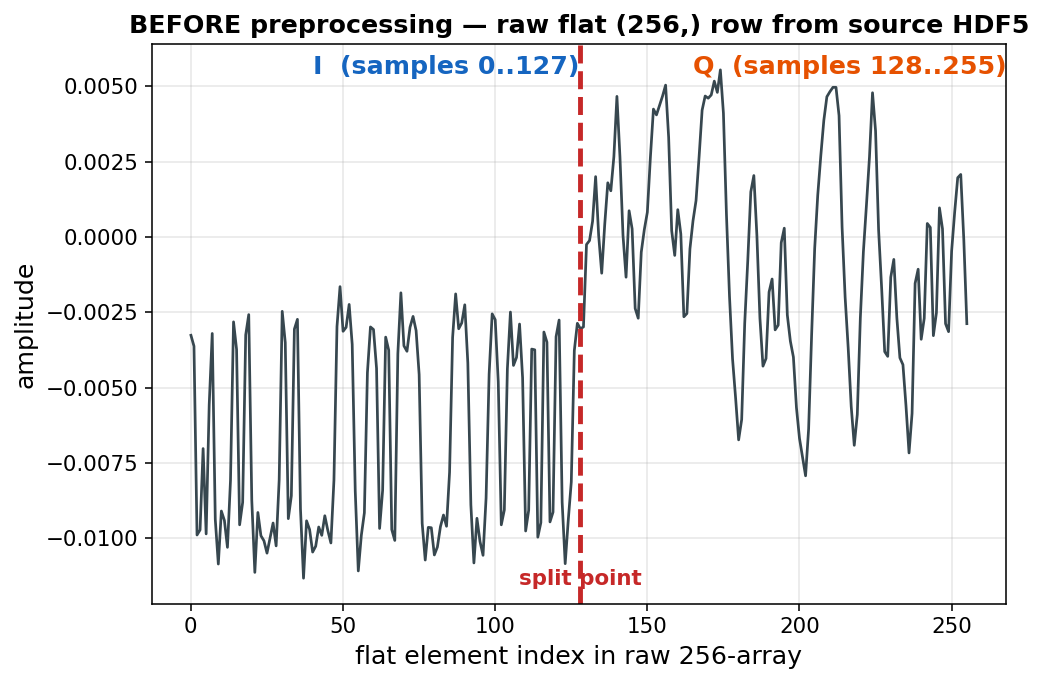 BEFORE preprocessing — raw flat (256,) row from source HDF5
I (samples 0..127)
Q (samples 128..255)
0.0050
0.0025
0.0000
−0.0025
−0.0050
−0.0075
−0.0100
amplitude
split point
0 50 100 150 200 250
flat element index in raw 256-array